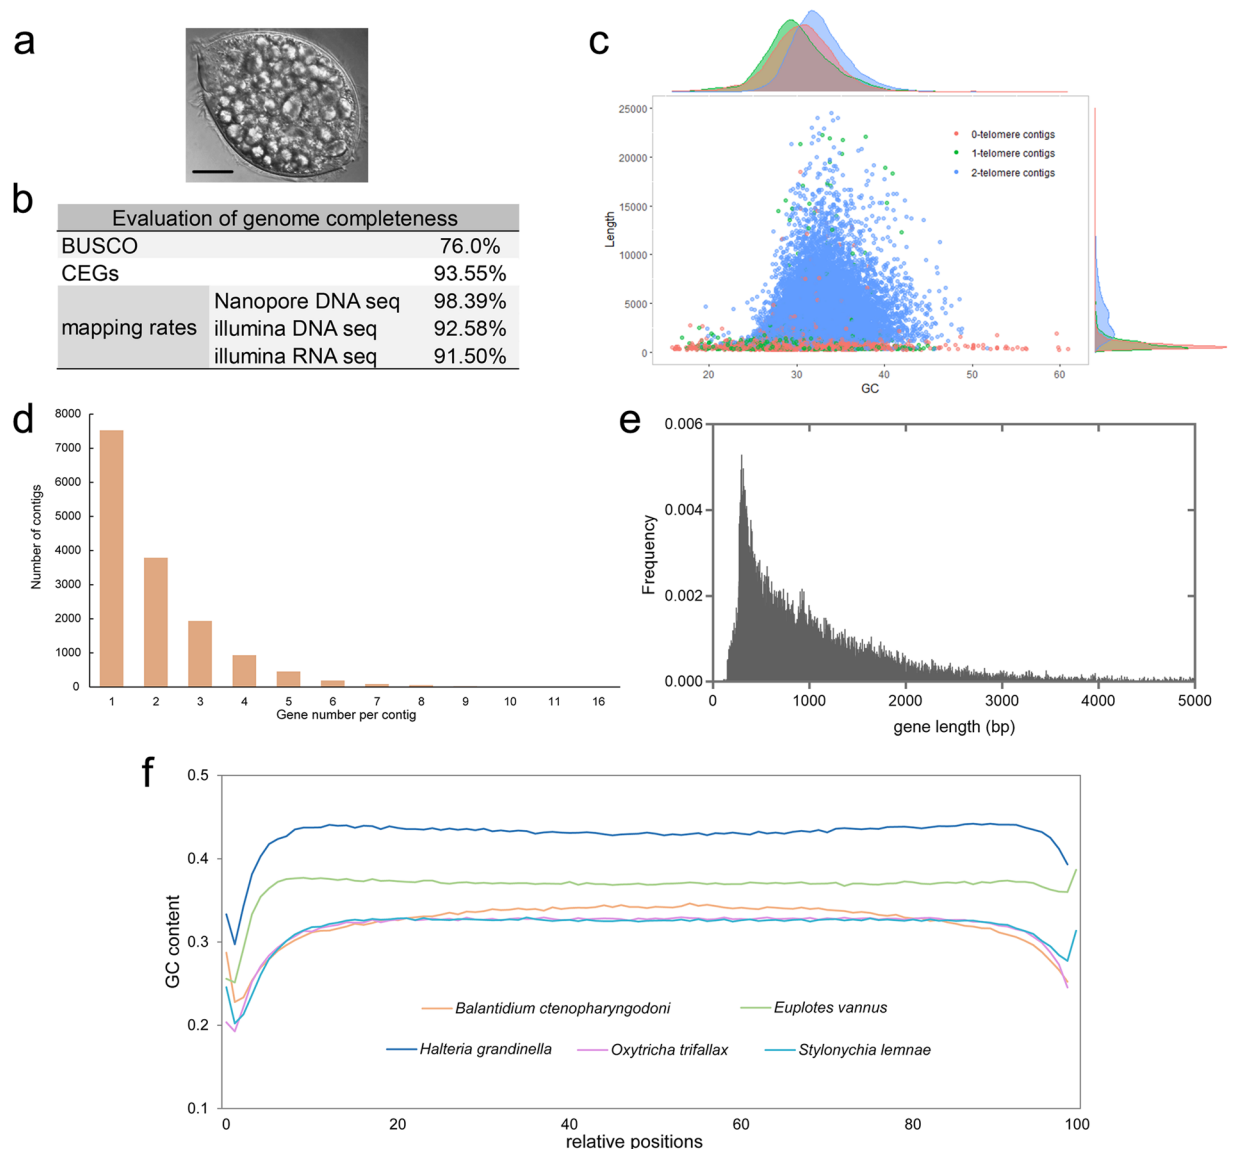 a
b
Evaluation of genome completeness
BUSCO 76.0%
CEGs 93.55%
mapping rates
Nanopore DNA seq 98.39%
illumina DNA seq 92.58%
illumina RNA seq 91.50%
c
25000
20000
15000
10000
5000
0
Length
0-telomere contigs
1-telomere contigs
2-telomere contigs
20 30 40 50 60
GC
d
8000
7000
6000
5000
4000
3000
2000
1000
0
Number of contigs
1 2 3 4 5 6 7 8 9 10 11 16
Gene number per contig
e
0.006
0.004
0.002
0.000
Frequency
0 1000 2000 3000 4000 5000
gene length (bp)
f
0.5
0.4
0.3
0.2
0.1
GC content
Balantidium ctenopharyngodoni
Euplotes vannus
Halteria grandinella
Oxytricha trifallax
Stylonychia lemnae
0 20 40 60 80 100
relative positions